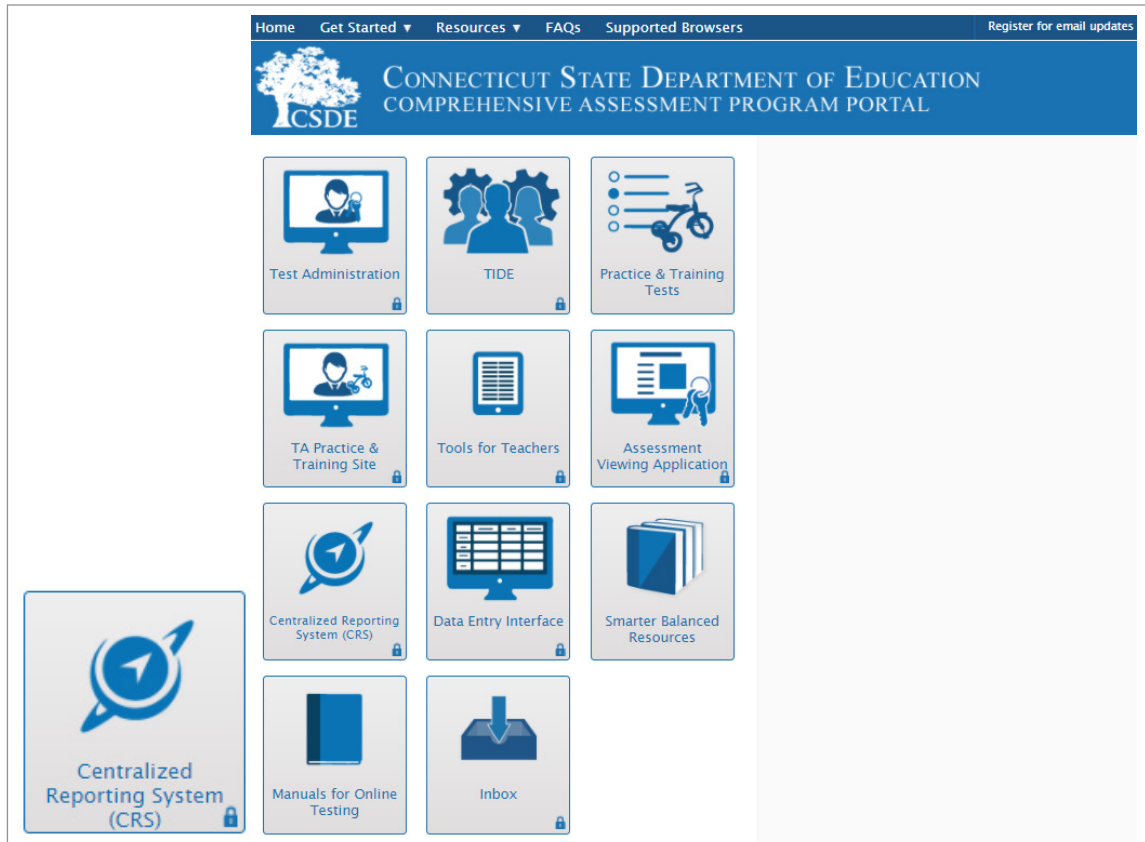 Home Get Started ▼ Resources ▼ FAQs Supported Browsers Register for email updates
CSDE
CONNECTICUT STATE DEPARTMENT OF EDUCATION
COMPREHENSIVE ASSESSMENT PROGRAM PORTAL
Test Administration
TIDE
Practice & Training
Tests
TA Practice &
Training Site
Tools for Teachers
Assessment
Viewing Application
Centralized Reporting
System (CRS)
Data Entry Interface
Smarter Balanced
Resources
Centralized
Reporting System
(CRS)
Manuals for Online
Testing
Inbox